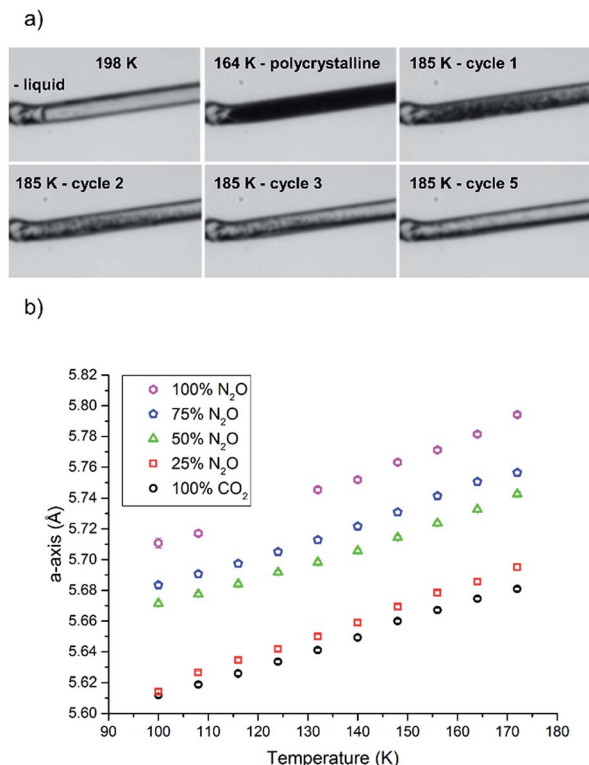 a)
198 K
- liquid
164 K - polycrystalline
185 K - cycle 1
185 K - cycle 2
185 K - cycle 3
185 K - cycle 5
b)
5.82
5.80
5.78
5.76
5.74
5.72
5.70
5.68
5.66
5.64
5.62
5.60
a-axis (Å)
100% N₂O
75% N₂O
50% N₂O
25% N₂O
100% CO₂
90 100 110 120 130 140 150 160 170 180
Temperature (K)